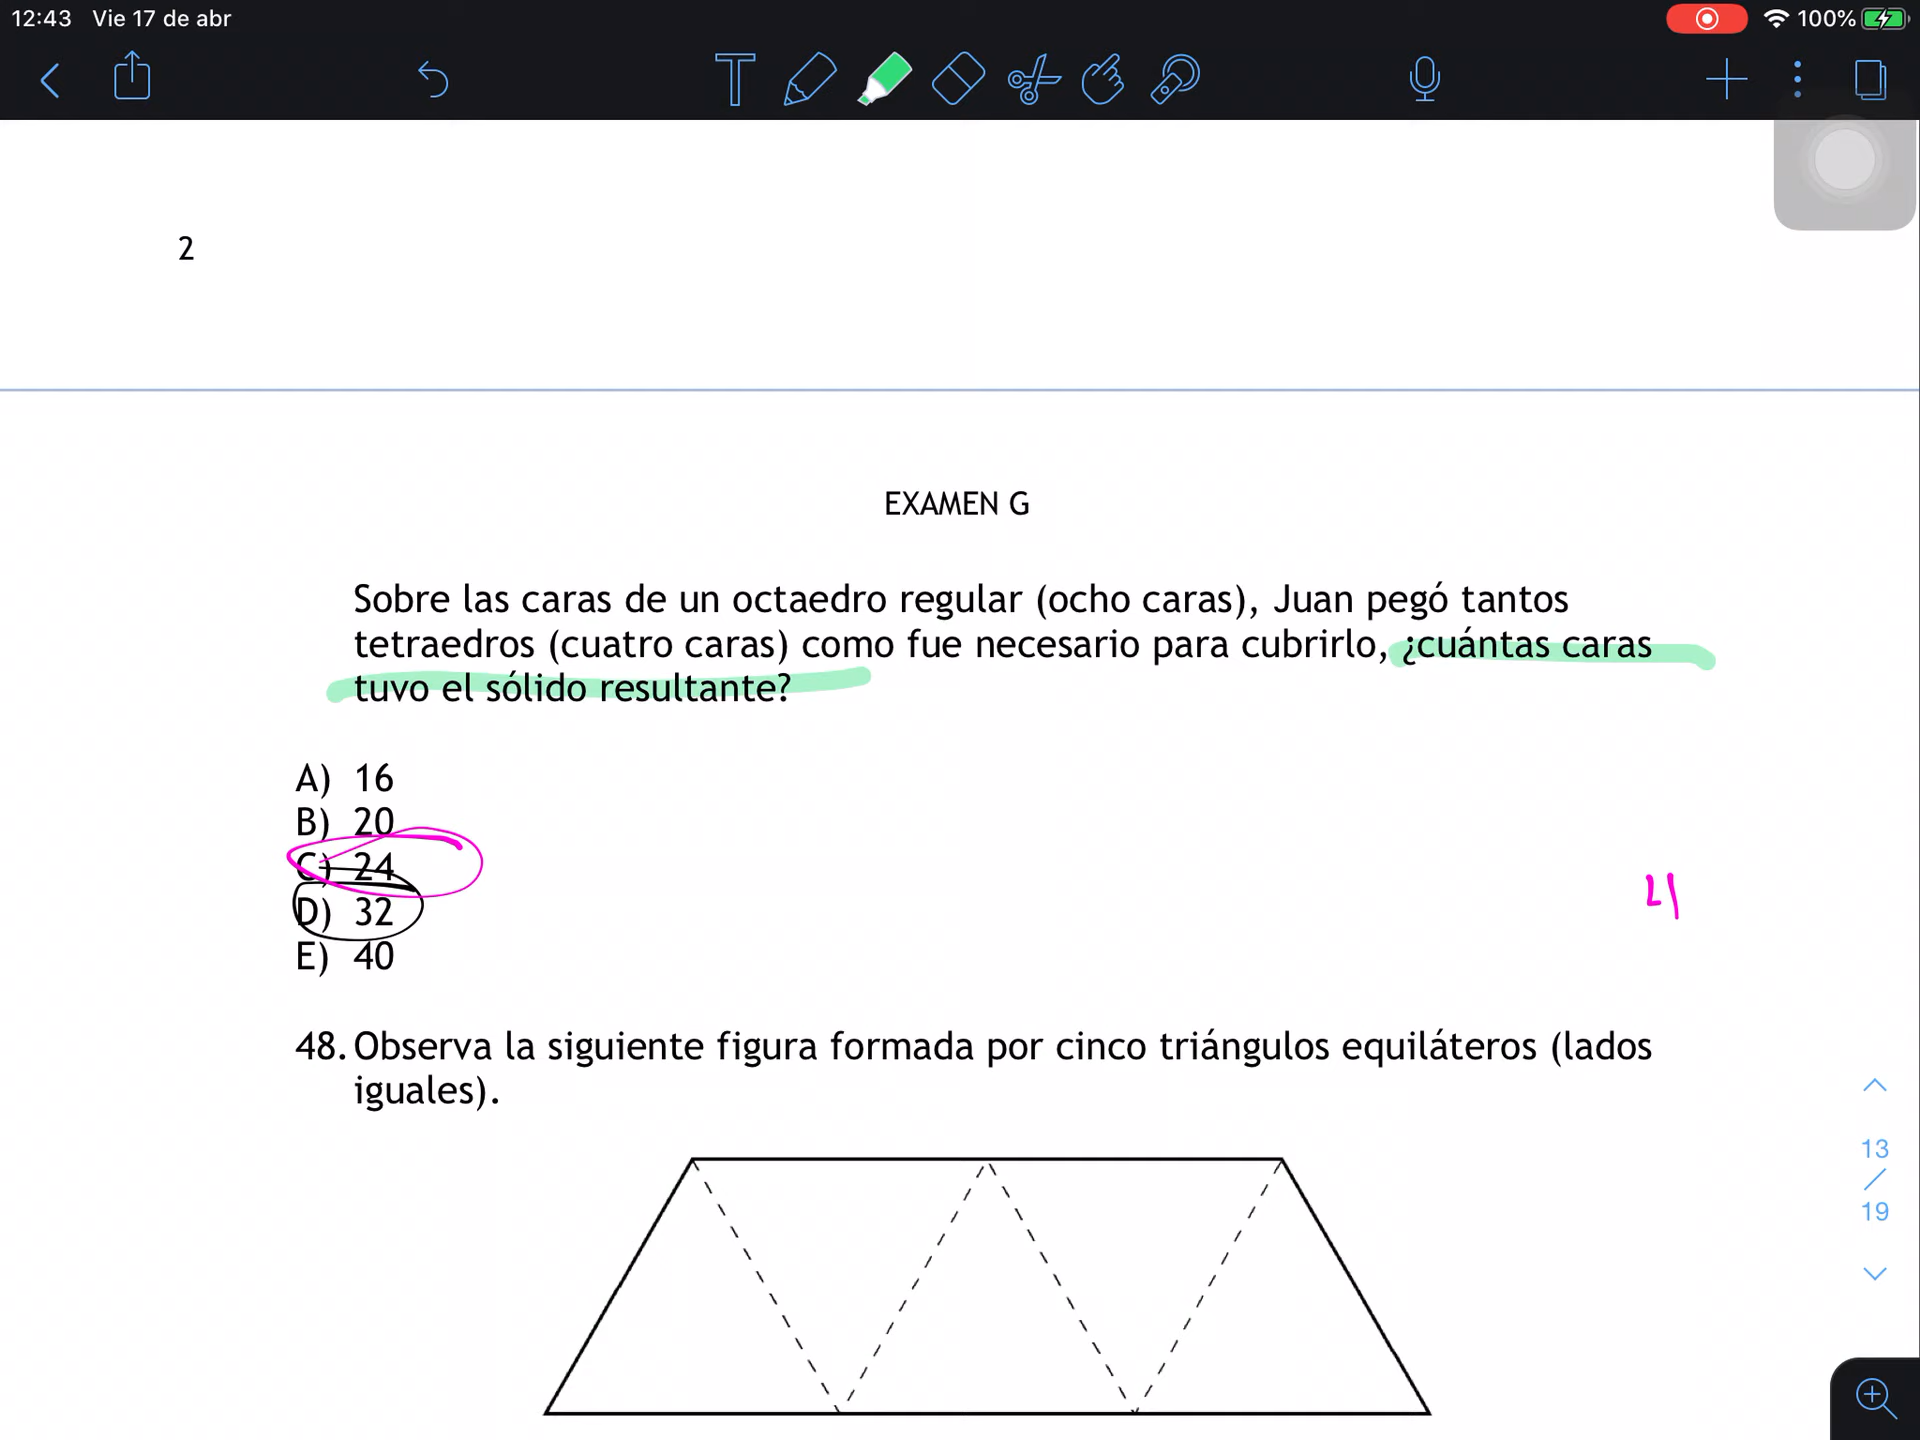 12:43 Vie 17 de abr 100%
2
EXAMEN G
Sobre las caras de un octaedro regular (ocho caras), Juan pegó tantos
tetraedros (cuatro caras) como fue necesario para cubrirlo, ¿cuántas caras
tuvo el sólido resultante?
A) 16
B) 20
C) 24
D) 32
E) 40
4
48. Observa la siguiente figura formada por cinco triángulos equiláteros (lados
iguales).
13
/
19